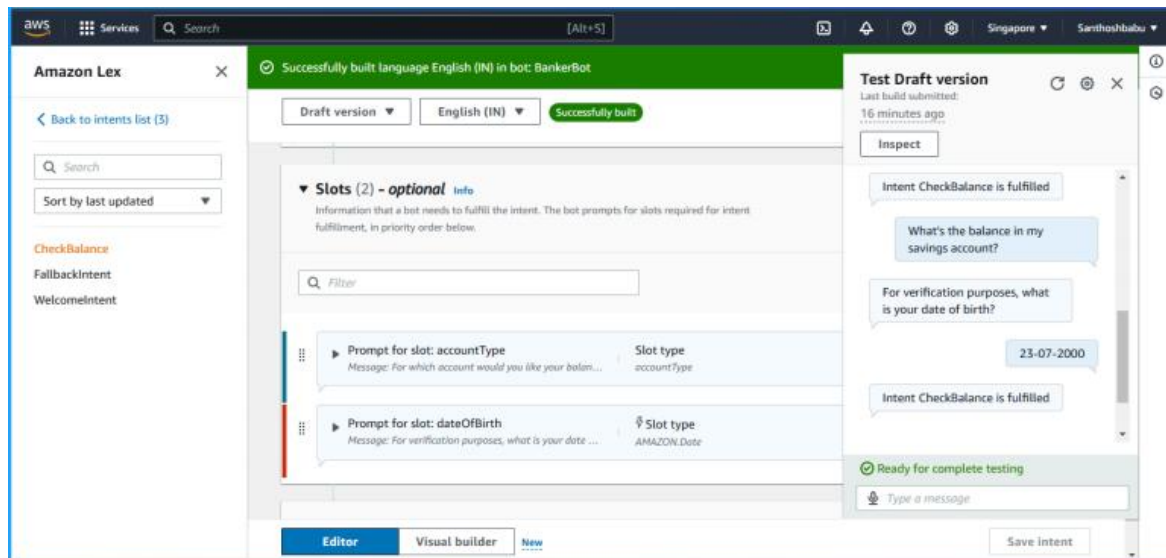 aws
Services
Search
[Alt+S]
Singapore
Santhoshbabu
Amazon Lex
Back to intents list (3)
Search
Sort by last updated
CheckBalance
FallbackIntent
WelcomeIntent
Successfully built language English (IN) in bot: BankerBot
Draft version
English (IN)
Successfully built
Slots (2) - optional Info
Information that a bot needs to fulfill the intent. The bot prompts for slots required for intent
fulfillment, in priority order below.
Filter
Prompt for slot: accountType
Message: For which account would you like your balan...
Slot type
accountType
Prompt for slot: dateOfBirth
Message: For verification purposes, what is your date ...
Slot type
AMAZON.Date
Editor
Visual builder
New
Save intent
Test Draft version
Last build submitted:
16 minutes ago
Inspect
Intent CheckBalance is fulfilled
What's the balance in my
savings account?
For verification purposes, what
is your date of birth?
23-07-2000
Intent CheckBalance is fulfilled
Ready for complete testing
Type a message